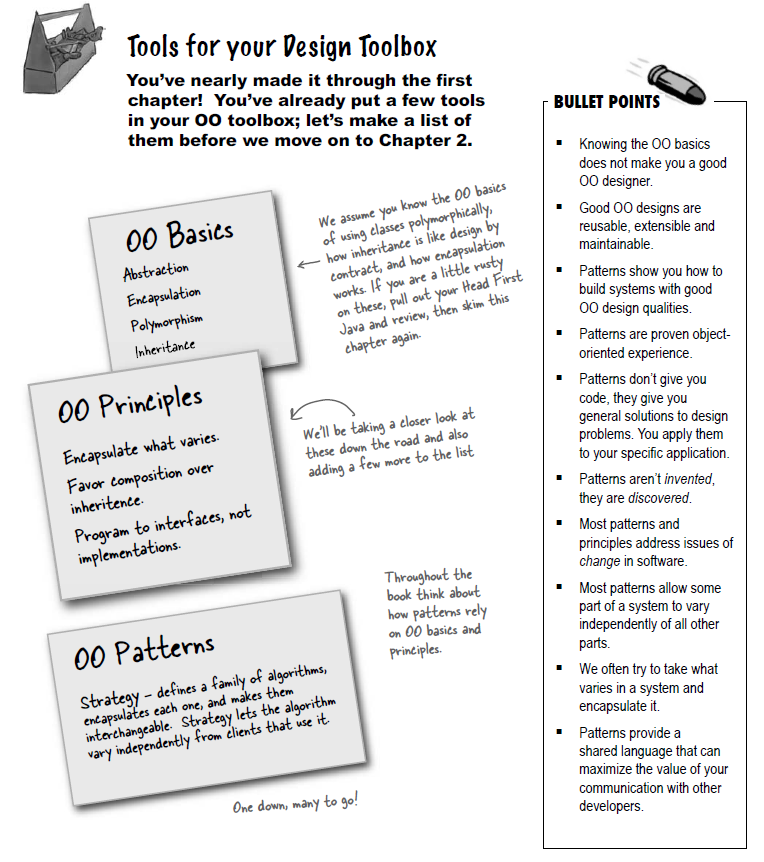 Tools for your Design Toolbox
You've nearly made it through the first
chapter! You've already put a few tools
in your OO toolbox; let's make a list of
them before we move on to Chapter 2.
OO Basics
Abstraction
Encapsulation
Polymorphism
Inheritance
We assume you know the OO basics
of using classes polymorphically,
how inheritance is like design by
contract, and how encapsulation
works. If you are a little rusty
on these, pull out your Head First
Java and review, then skim this
chapter again.
OO Principles
Encapsulate what varies.
Favor composition over
inheritence.
Program to interfaces, not
implementations.
We'll be taking a closer look at
these down the road and also
adding a few more to the list
OO Patterns
Strategy – defines a family of algorithms,
encapsulates each one, and makes them
interchangeable. Strategy lets the algorithm
vary independently from clients that use it.
Throughout the
book think about
how patterns rely
on OO basics and
principles.
One down, many to go!
BULLET POINTS
▪ Knowing the OO basics
does not make you a good
OO designer.
▪ Good OO designs are
reusable, extensible and
maintainable.
▪ Patterns show you how to
build systems with good
OO design qualities.
▪ Patterns are proven object-
oriented experience.
▪ Patterns don't give you
code, they give you
general solutions to design
problems. You apply them
to your specific application.
▪ Patterns aren't invented,
they are discovered.
▪ Most patterns and
principles address issues of
change in software.
▪ Most patterns allow some
part of a system to vary
independently of all other
parts.
▪ We often try to take what
varies in a system and
encapsulate it.
▪ Patterns provide a
shared language that can
maximize the value of your
communication with other
developers.